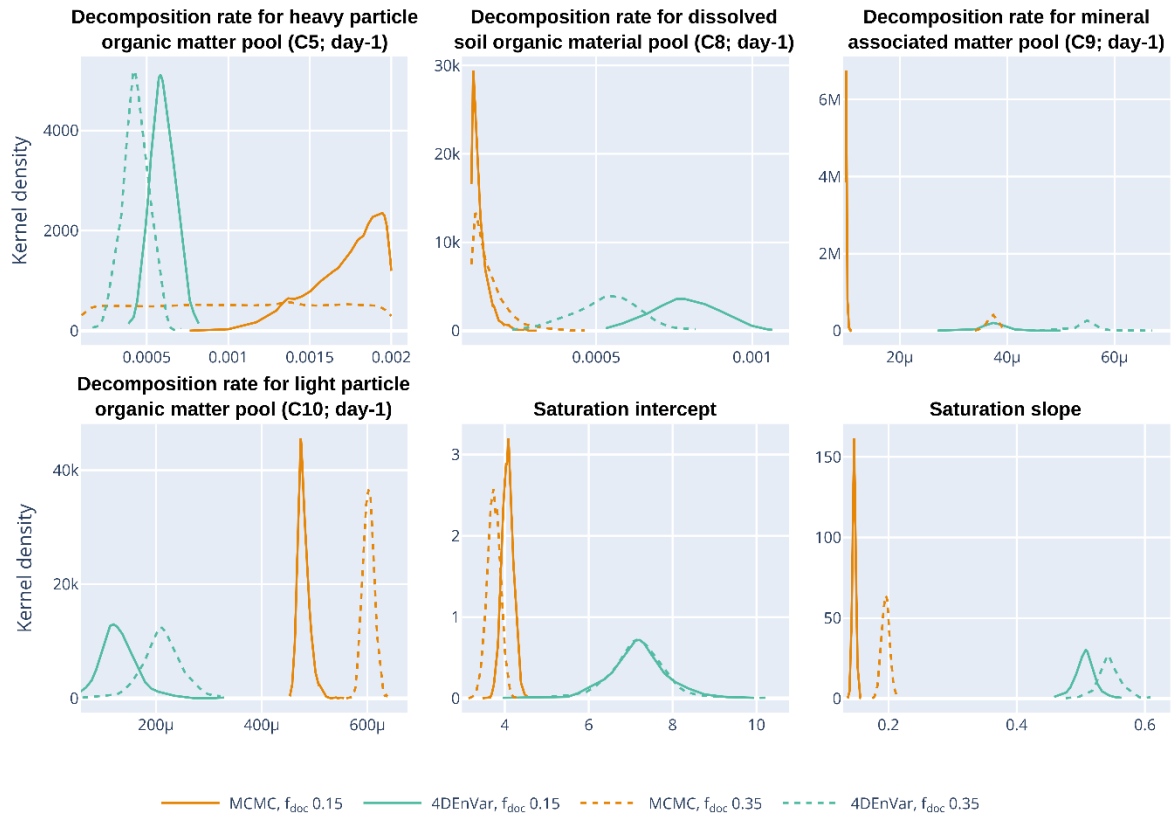 Decomposition rate for heavy particle
organic matter pool (C5; day-1)
Decomposition rate for dissolved
soil organic material pool (C8; day-1)
Decomposition rate for mineral
associated matter pool (C9; day-1)
Kernel density
4000
2000
0
0.0005
0.001
0.0015
0.002
30k
20k
10k
0
0.0005
0.001
6M
4M
2M
0
20μ
40μ
60μ
Decomposition rate for light particle
organic matter pool (C10; day-1)
Saturation intercept
Saturation slope
Kernel density
40k
20k
0
200μ
400μ
600μ
3
2
1
0
4
6
8
10
150
100
50
0
0.2
0.4
0.6
MCMC, fdoc 0.15
4DEnVar, fdoc 0.15
MCMC, fdoc 0.35
4DEnVar, fdoc 0.35